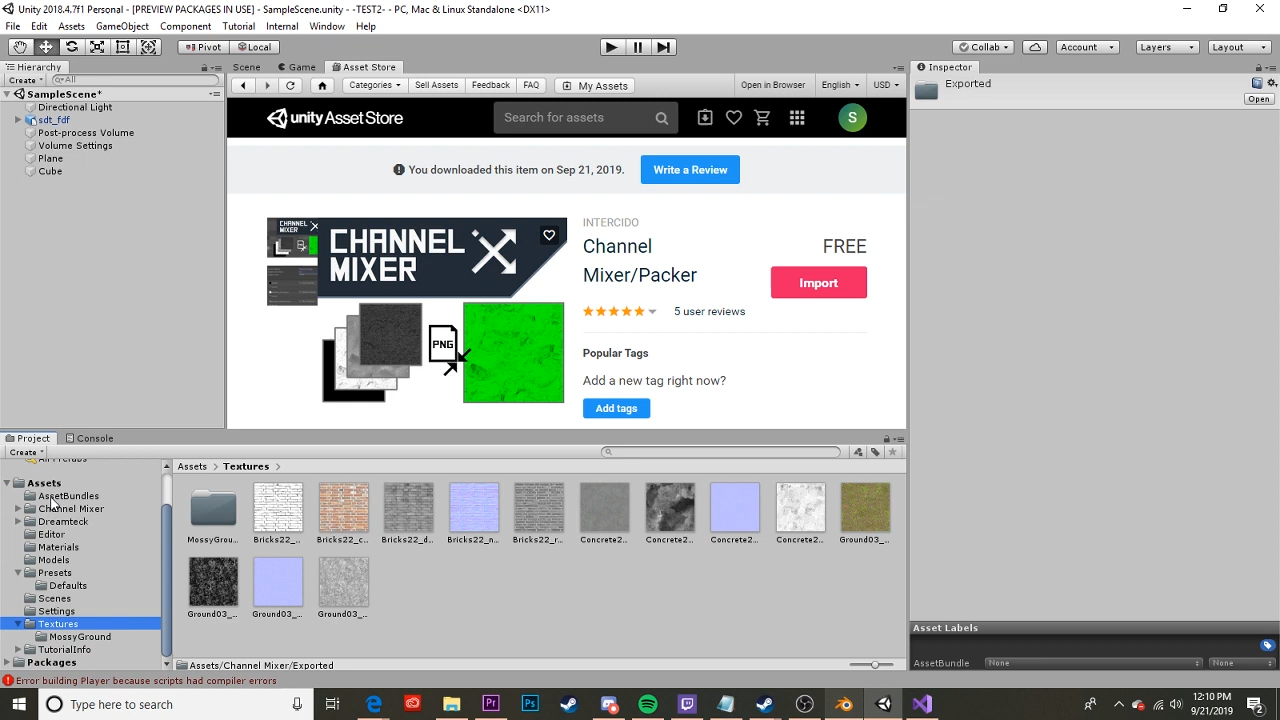 Unity 2018.4.7f1 Personal - [PREVIEW PACKAGES IN USE] - SampleScene.unity - -TEST2- - PC, Mac & Linux Standalone <DX11>
File Edit Assets GameObject Component Tutorial Internal Window Help
Pivot Local Collab Account Layers Layout
Hierarchy Scene Game Asset Store Inspector
Create All
SampleScene*
Directional Light
sdt_fdf
Post-process Volume
Volume Settings
Plane
Cube
Categories Sell Assets Feedback FAQ My Assets Open in Browser English USD
Exported
Open
unity Asset Store Search for assets S
You downloaded this item on Sep 21, 2019. Write a Review
CHANNEL
MIXER
CHANNEL
MIXER
PNG
INTERCIDO
Channel
Mixer/Packer
FREE
Import
5 user reviews
Popular Tags
Add a new tag right now?
Add tags
Project Console
Create
Assets
AssetBundles
Channel Mixer
Dreamtech
Editor
Materials
Models
Presets
Defaults
Scenes
Settings
Textures
MossyGround
TutorialInfo
Packages
Assets Textures
MossyGrou... Bricks22_c... Bricks22_d... Bricks22_n... Bricks22_r... Concrete2... Concrete2... Concrete2... Concrete2... Ground03_...
Ground03_... Ground03_... Ground03_...
Assets/Channel Mixer/Exported
Asset Labels
AssetBundle None None
Error building Player because scripts had compiler errors
Type here to search
Pr Ps
12:10 PM
9/21/2019
2